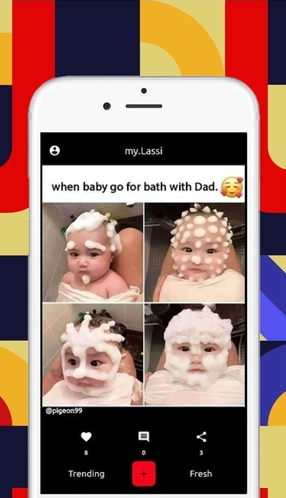 my.Lassi
when baby go for bath with Dad. 🥰
@pigeon99
8 0 3
Trending + Fresh